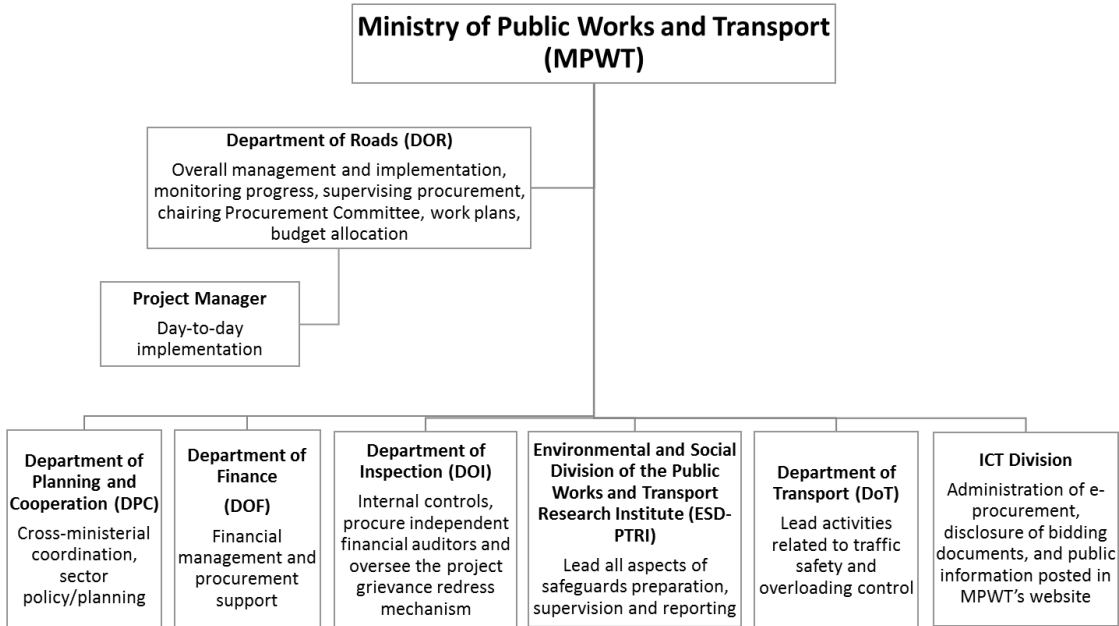 Ministry of Public Works and Transport
(MPWT)
Department of Roads (DOR)
Overall management and implementation,
monitoring progress, supervising procurement,
chairing Procurement Committee, work plans,
budget allocation
Project Manager
Day-to-day
implementation
Department of
Planning and
Cooperation (DPC)
Cross-ministerial
coordination,
sector
policy/planning
Department of
Finance
(DOF)
Financial
management and
procurement
support
Department of
Inspection (DOI)
Internal controls,
procure independent
financial auditors and
oversee the project
grievance redress
mechanism
Environmental and Social
Division of the Public
Works and Transport
Research Institute (ESD-
PTRI)
Lead all aspects of
safeguards preparation,
supervision and reporting
Department of
Transport (DoT)
Lead activities
related to traffic
safety and
overloading control
ICT Division
Administration of e-
procurement,
disclosure of bidding
documents, and public
information posted in
MPWT’s website